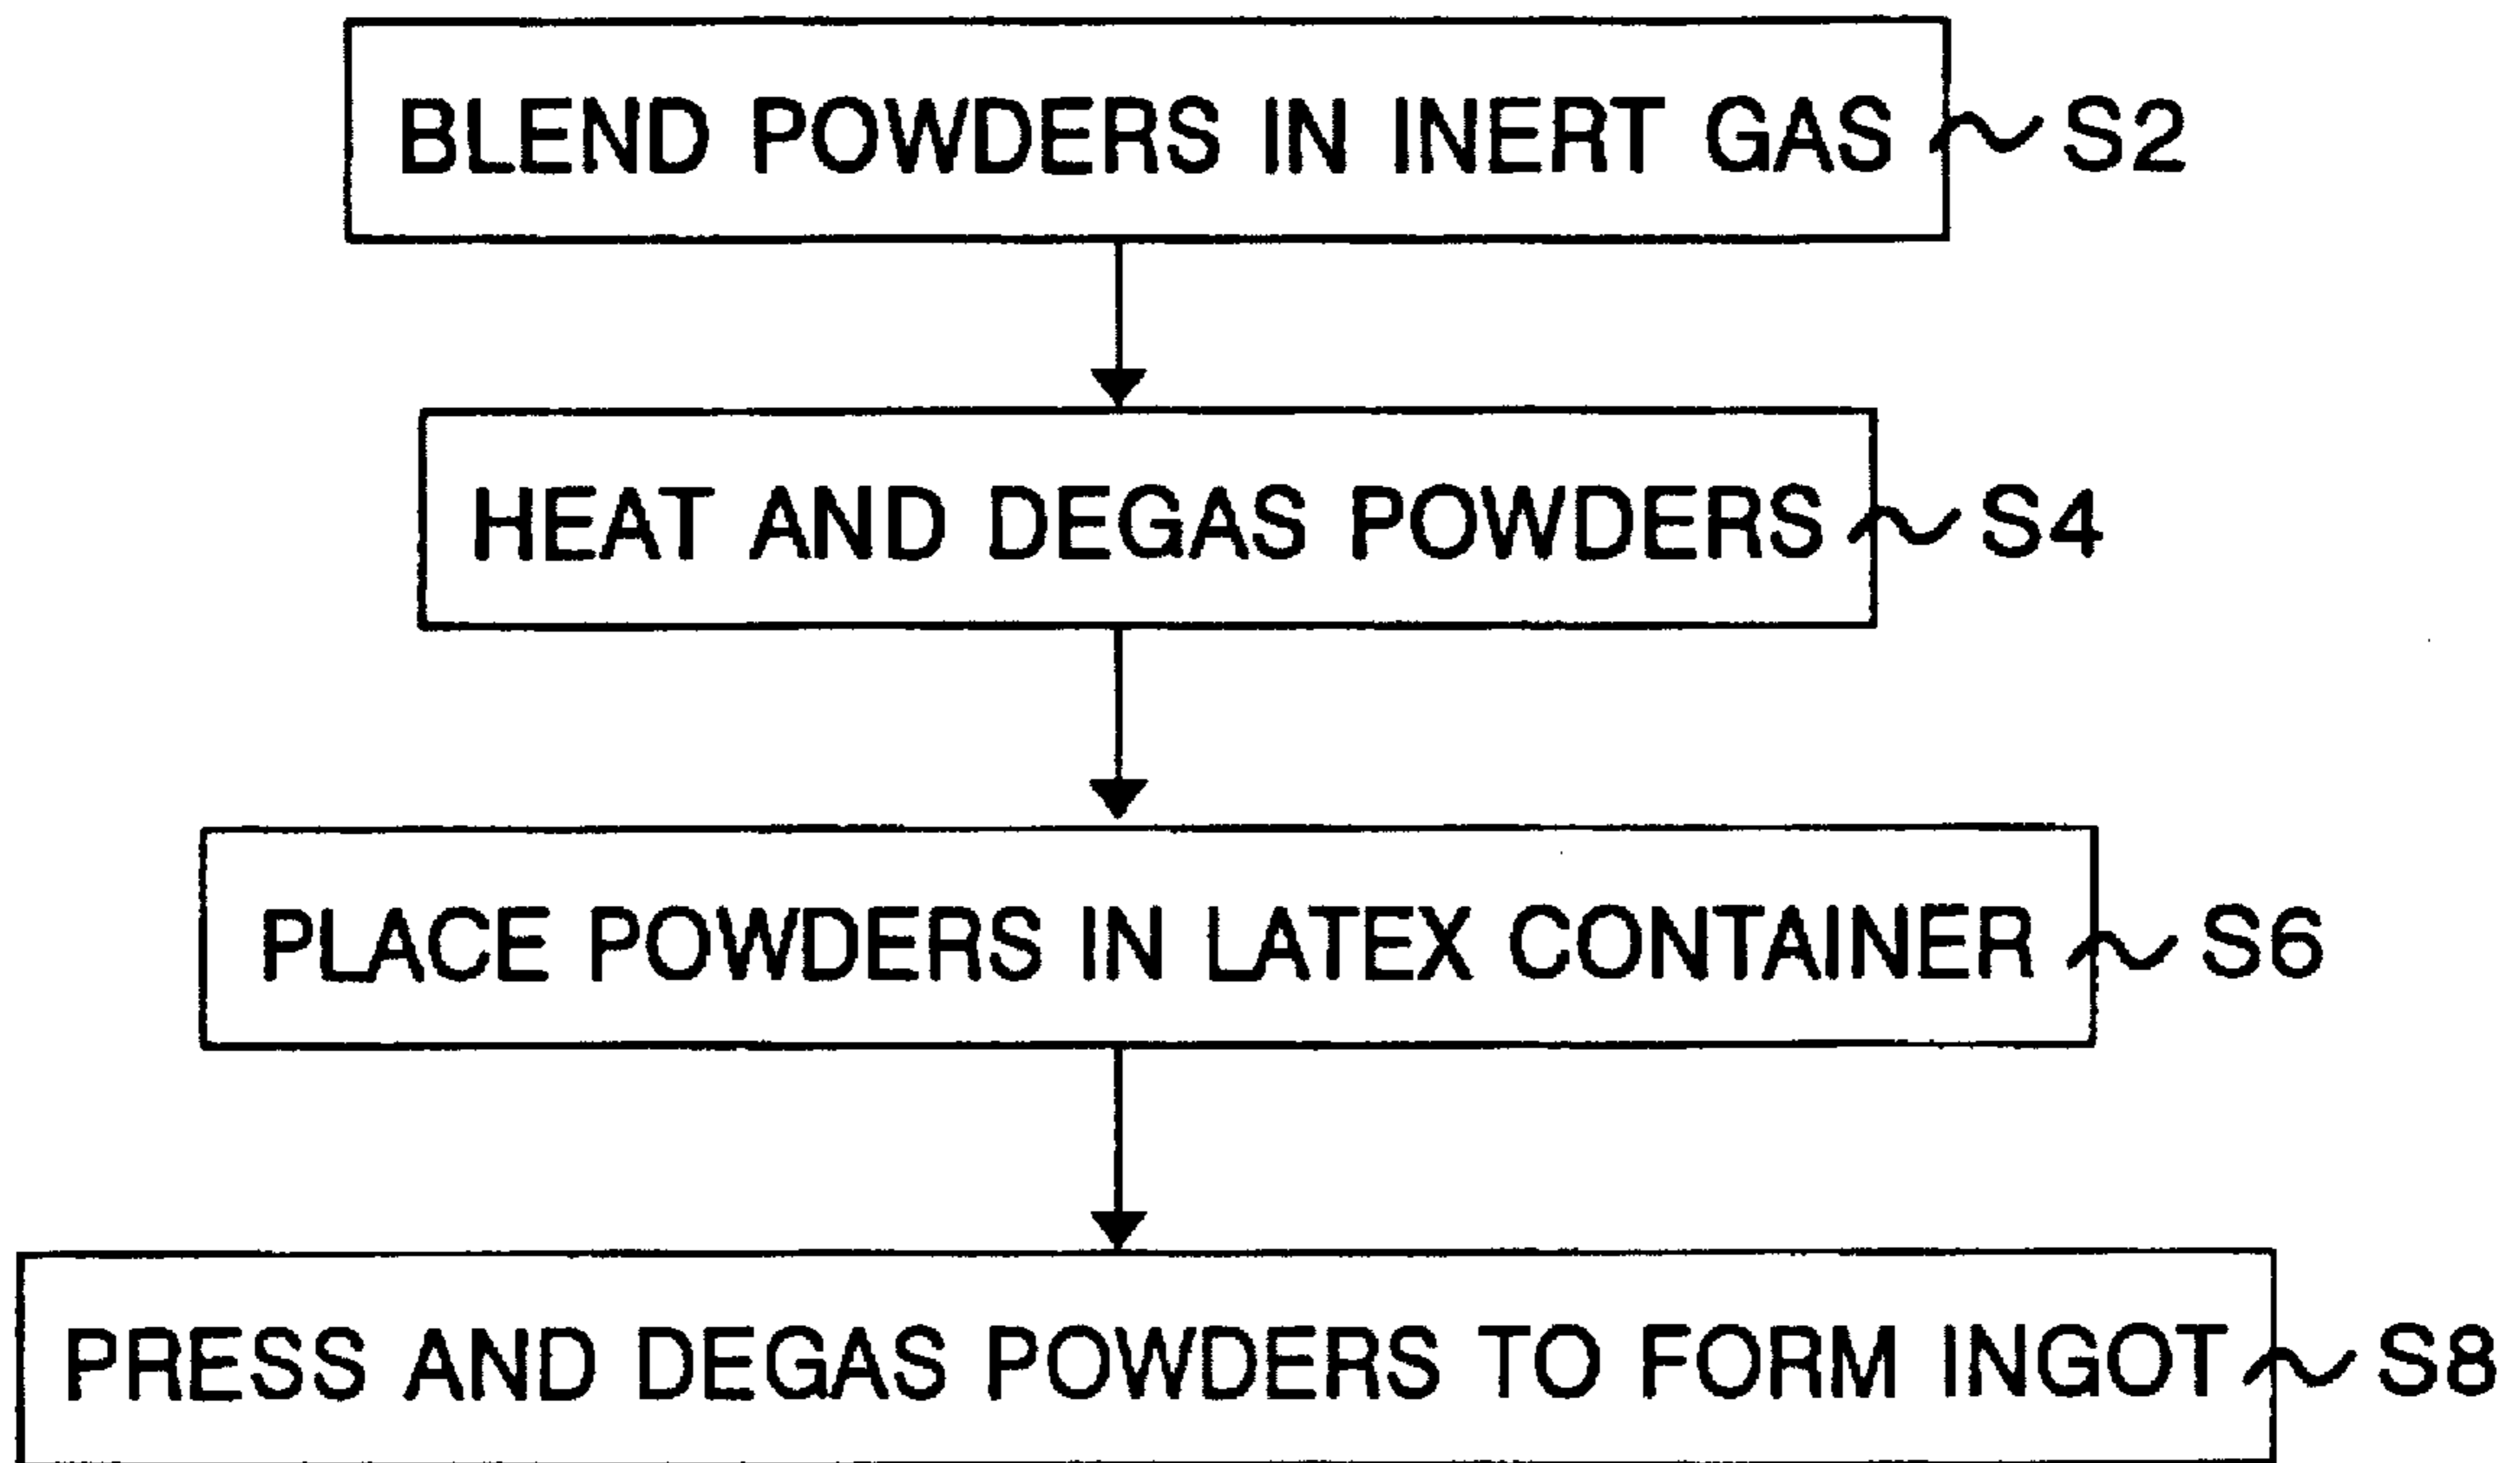 BLEND POWDERS IN INERT GAS S2
HEAT AND DEGAS POWDERS S4
PLACE POWDERS IN LATEX CONTAINER S6
PRESS AND DEGAS POWDERS TO FORM INGOT S8